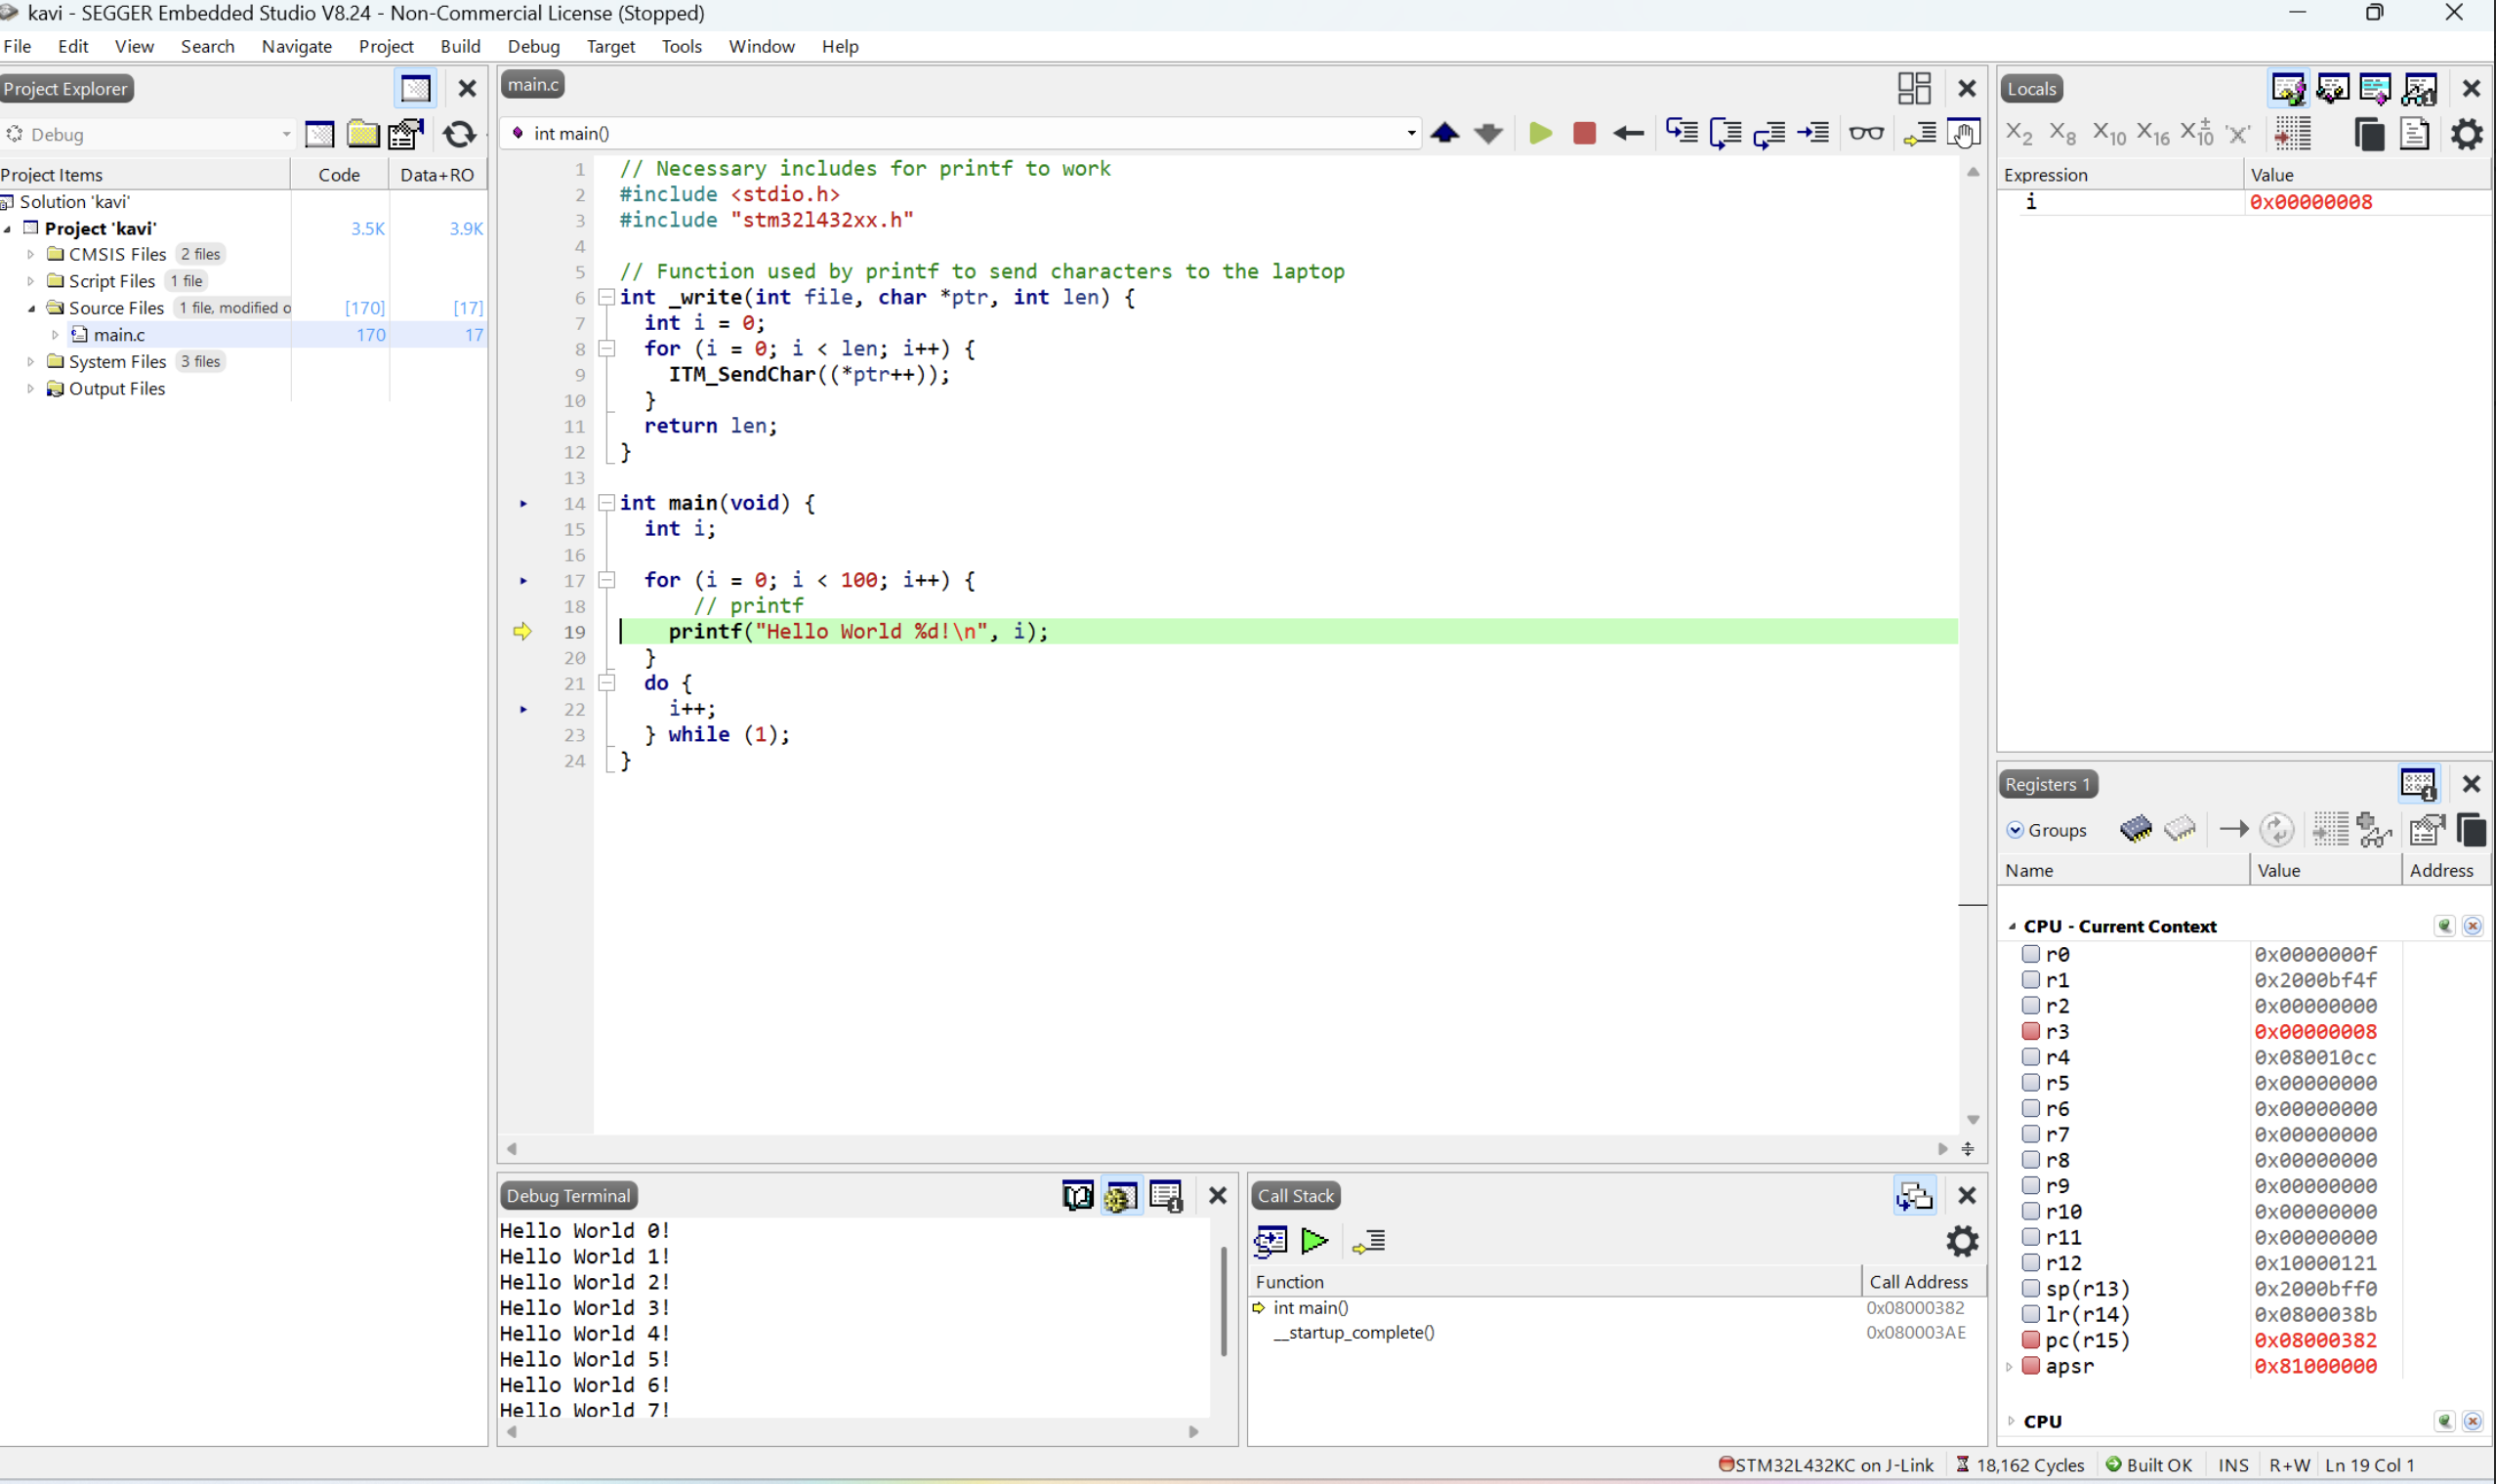 kavi - SEGGER Embedded Studio V8.24 - Non-Commercial License (Stopped)
File Edit View Search Navigate Project Build Debug Target Tools Window Help
Project Explorer
Debug
Project Items Code Data+RO
Solution 'kavi'
Project 'kavi' 3.5K 3.9K
CMSIS Files 2 files
Script Files 1 file
Source Files 1 file, modified o [170] [17]
main.c 170 17
System Files 3 files
Output Files
main.c
int main()
1 // Necessary includes for printf to work
2 #include <stdio.h>
3 #include "stm32l432xx.h"
4
5 // Function used by printf to send characters to the laptop
6 int _write(int file, char *ptr, int len) {
7 int i = 0;
8 for (i = 0; i < len; i++) {
9 ITM_SendChar((*ptr++));
10 }
11 return len;
12 }
13
14 int main(void) {
15 int i;
16
17 for (i = 0; i < 100; i++) {
18 // printf
19 printf("Hello World %d!\n", i);
20 }
21 do {
22 i++;
23 } while (1);
24 }
Debug Terminal
Hello World 0!
Hello World 1!
Hello World 2!
Hello World 3!
Hello World 4!
Hello World 5!
Hello World 6!
Hello World 7!
Call Stack
Function Call Address
int main() 0x08000382
__startup_complete() 0x080003AE
Locals
X2 X8 X10 X16 X±10 'X'
Expression Value
i 0x00000008
Registers 1
Groups
Name Value Address
CPU - Current Context
r0 0x0000000f
r1 0x2000bf4f
r2 0x00000000
r3 0x00000008
r4 0x080010cc
r5 0x00000000
r6 0x00000000
r7 0x00000000
r8 0x00000000
r9 0x00000000
r10 0x00000000
r11 0x00000000
r12 0x10000121
sp(r13) 0x2000bff0
lr(r14) 0x0800038b
pc(r15) 0x08000382
apsr 0x81000000
CPU
STM32L432KC on J-Link 18,162 Cycles Built OK INS R+W Ln 19 Col 1